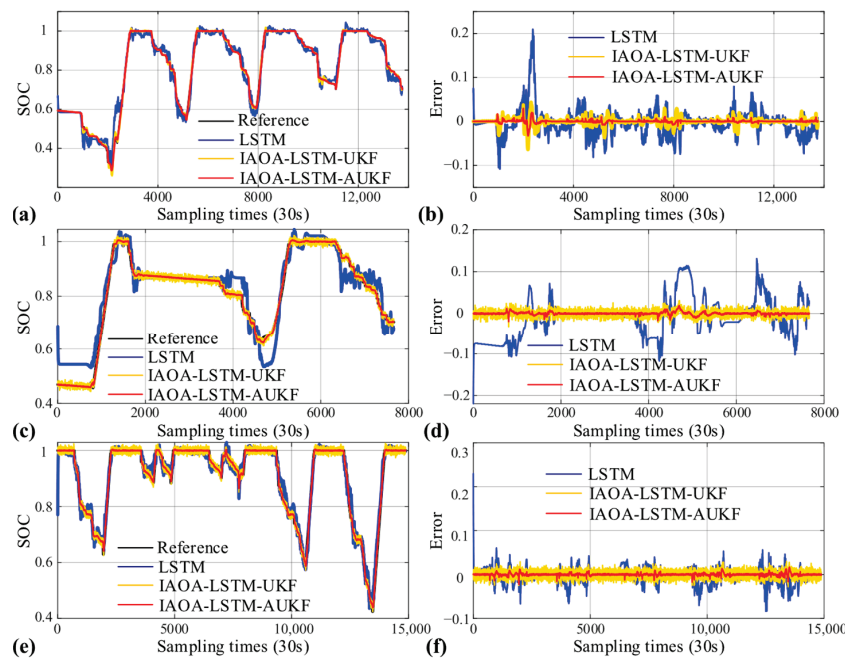 1
0.8
0.6
0.4
SOC
Reference
LSTM
IAOA-LSTM-UKF
IAOA-LSTM-AUKF
0
4000
8000
12,000
(a)
Sampling times (30s)
0.2
0.1
0
−0.1
Error
LSTM
IAOA-LSTM-UKF
IAOA-LSTM-AUKF
0
4000
8000
12,000
(b)
Sampling times (30s)
1
0.8
0.6
0.4
SOC
Reference
LSTM
IAOA-LSTM-UKF
IAOA-LSTM-AUKF
0
2000
4000
6000
8000
(c)
Sampling times (30s)
0.2
0.1
0
−0.1
−0.2
Error
LSTM
IAOA-LSTM-UKF
IAOA-LSTM-AUKF
0
2000
4000
6000
8000
(d)
Sampling times (30s)
1
0.8
0.6
0.4
SOC
Reference
LSTM
IAOA-LSTM-UKF
IAOA-LSTM-AUKF
0
5000
10,000
15,000
(e)
Sampling times (30s)
0.3
0.2
0.1
0
−0.1
Error
LSTM
IAOA-LSTM-UKF
IAOA-LSTM-AUKF
0
5000
10,000
15,000
(f)
Sampling times (30s)